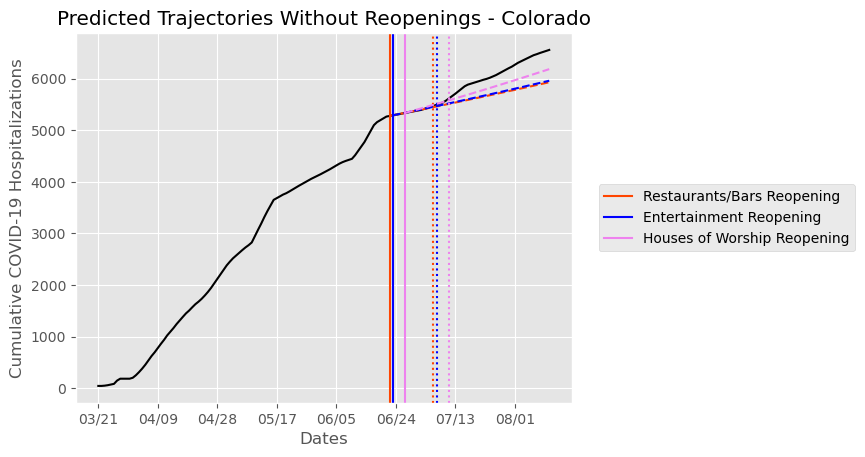 Predicted Trajectories Without Reopenings - Colorado
Cumulative COVID-19 Hospitalizations
6000
5000
4000
3000
2000
1000
0
03/21 04/09 04/28 05/17 06/05 06/24 07/13 08/01
Dates
Restaurants/Bars Reopening
Entertainment Reopening
Houses of Worship Reopening